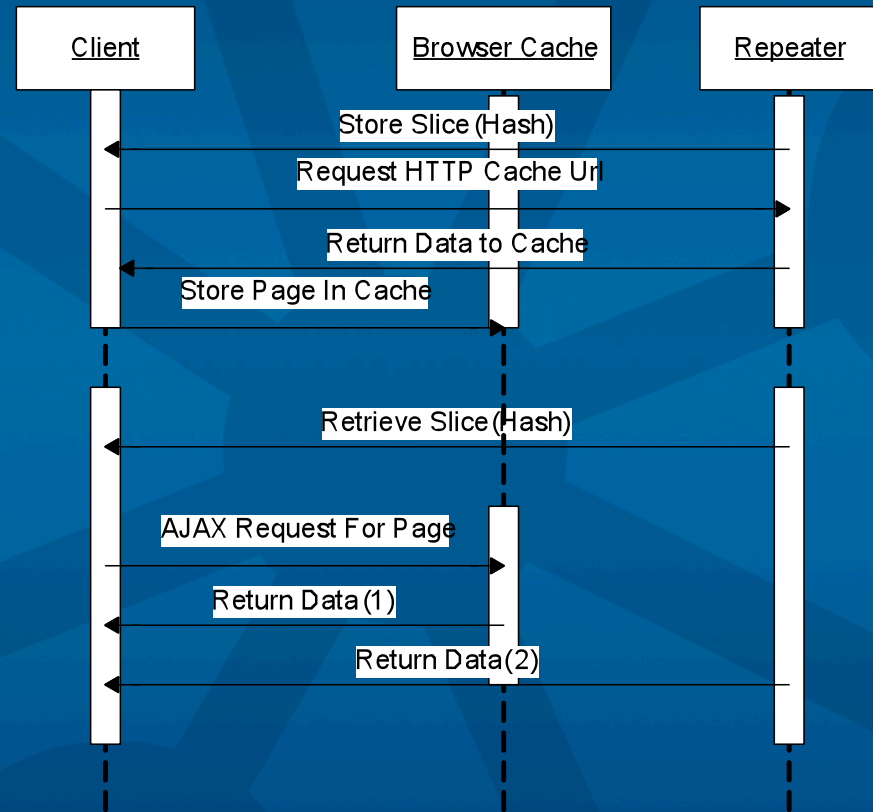 Client
Browser Cache
Repeater
Store Slice (Hash)
Request HTTP Cache Url
Return Data to Cache
Store Page In Cache
Retrieve Slice (Hash)
AJAX Request For Page
Return Data (1)
Return Data (2)